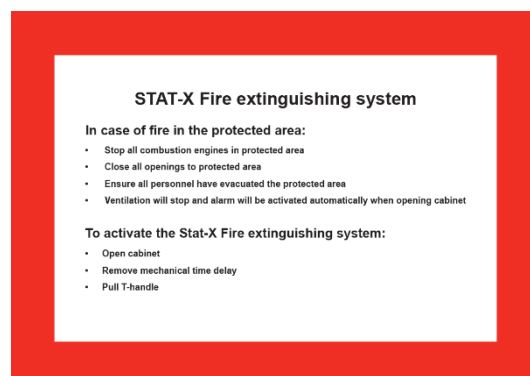 STAT-X Fire extinguishing system
In case of fire in the protected area:
• Stop all combustion engines in protected area
• Close all openings to protected area
• Ensure all personnel have evacuated the protected area
• Ventilation will stop and alarm will be activated automatically when opening cabinet
To activate the Stat-X Fire extinguishing system:
• Open cabinet
• Remove mechanical time delay
• Pull T-handle